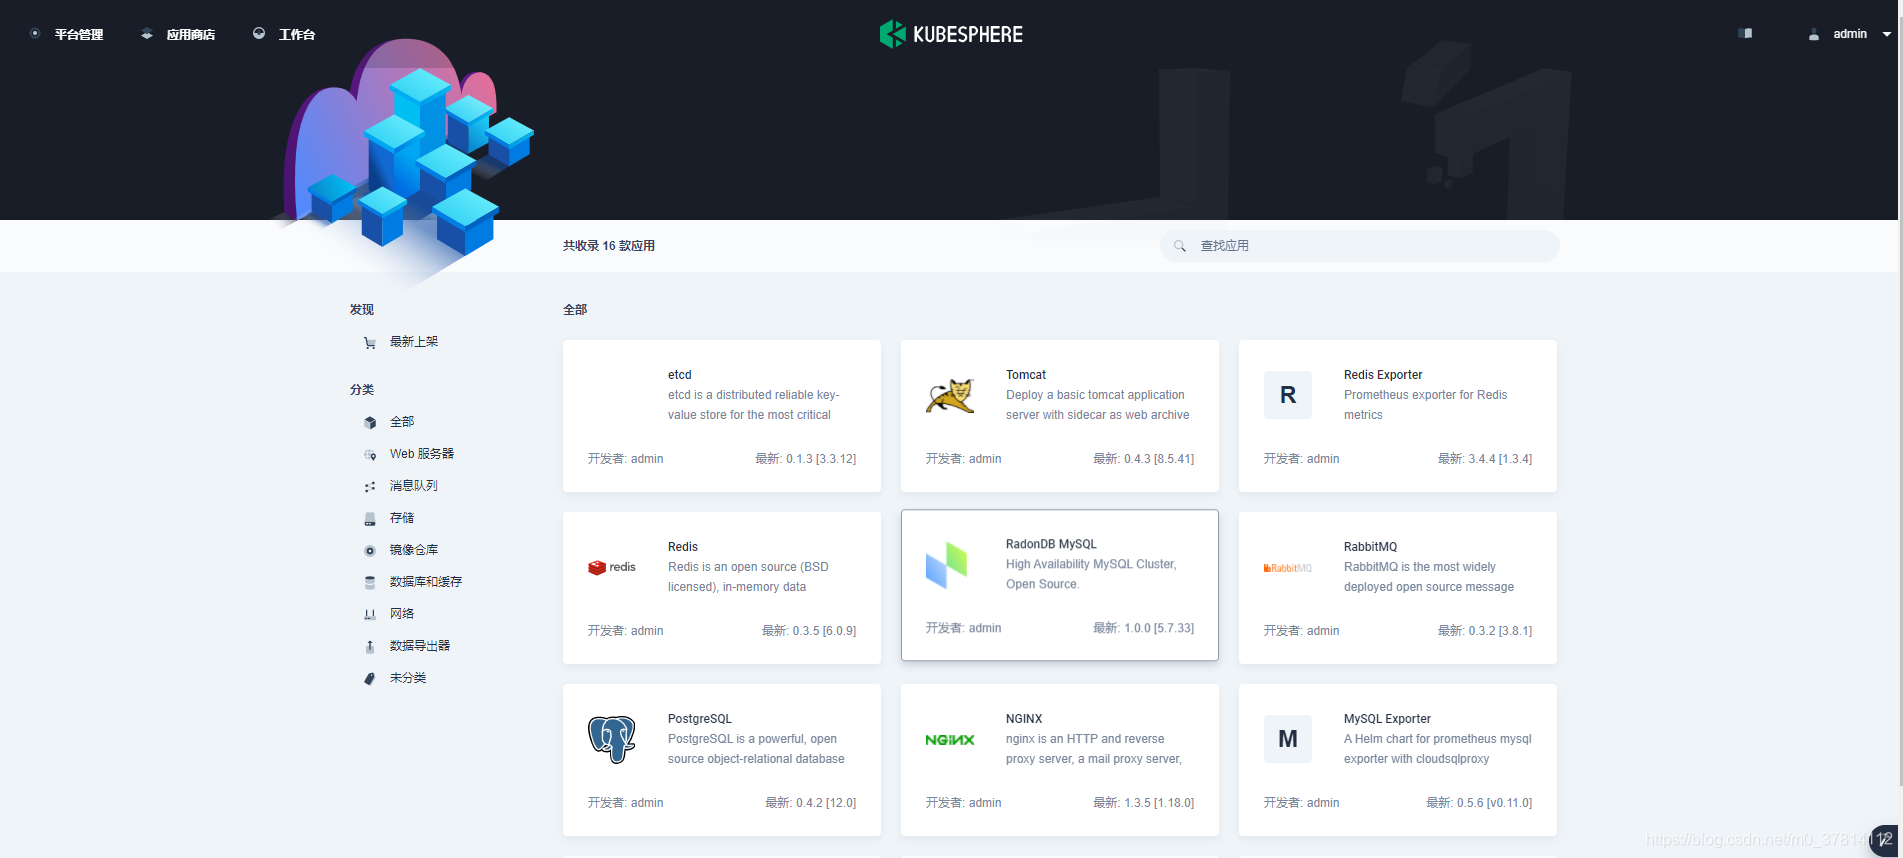 平台管理
应用商店
工作台
KUBESPHERE
admin
共收录 16 款应用
查找应用
发现
最新上架
分类
全部
Web 服务器
消息队列
存储
镜像仓库
数据库和缓存
网络
数据导出器
未分类
全部
etcd
etcd is a distributed reliable key-
value store for the most critical
开发者: admin
最新: 0.1.3 [3.3.12]
Tomcat
Deploy a basic tomcat application
server with sidecar as web archive
开发者: admin
最新: 0.4.3 [8.5.41]
R
Redis Exporter
Prometheus exporter for Redis
metrics
开发者: admin
最新: 3.4.4 [1.3.4]
redis
Redis
Redis is an open source (BSD
licensed), in-memory data
开发者: admin
最新: 0.3.5 [6.0.9]
RadonDB MySQL
High Availability MySQL Cluster,
Open Source.
开发者: admin
最新: 1.0.0 [5.7.33]
RabbitMQ
RabbitMQ
RabbitMQ is the most widely
deployed open source message
开发者: admin
最新: 0.3.2 [3.8.1]
PostgreSQL
PostgreSQL is a powerful, open
source object-relational database
开发者: admin
最新: 0.4.2 [12.0]
NGINX
NGINX
nginx is an HTTP and reverse
proxy server, a mail proxy server,
开发者: admin
最新: 1.3.5 [1.18.0]
M
MySQL Exporter
A Helm chart for prometheus mysql
exporter with cloudsqlproxy
开发者: admin
最新: 0.5.6 [v0.11.0]
https://blog.csdn.net/m0_37814112